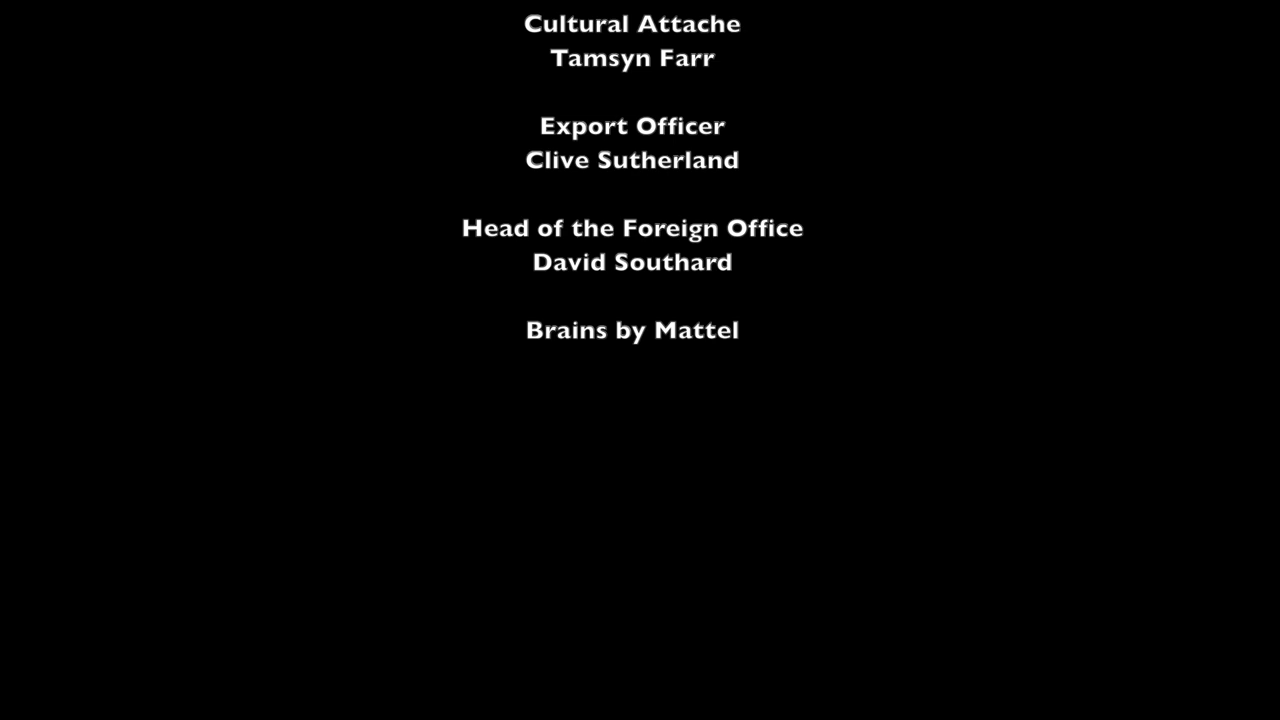 Cultural Attache
Tamsyn Farr
Export Officer
Clive Sutherland
Head of the Foreign Office
David Southard
Brains by Mattel